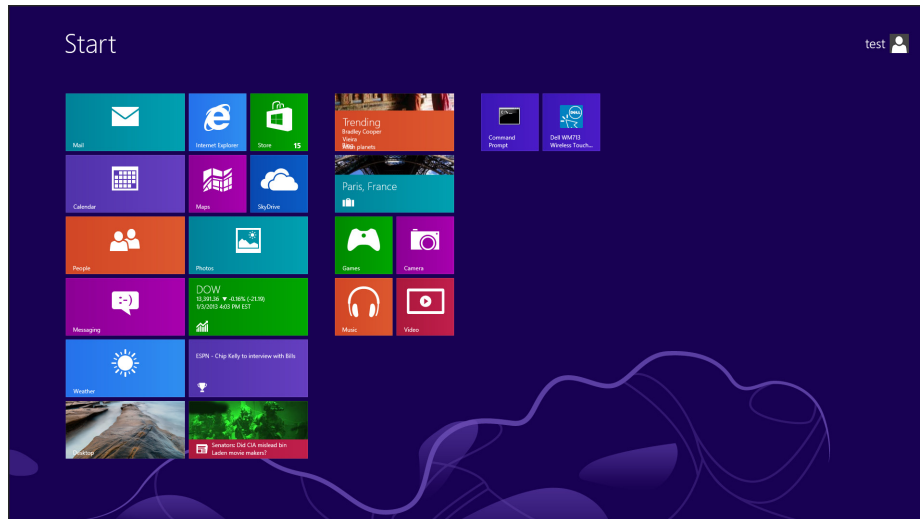 Start
test
Mail
Internet Explorer
Store
15
Calendar
Maps
SkyDrive
People
Photos
Messaging
:-)
DOW
13,391.36 ▼ -0.16% (-21.19)
1/3/2013 4:03 PM EST
Weather
ESPN - Chip Kelly to interview with Bills
Desktop
Senators: Did CIA mislead bin
Laden movie makers?
Trending
Bradley Cooper
Vieira
planets
Paris, France
Games
Camera
Music
Video
Command
Prompt
Dell WM713
Wireless Touch...
DELL